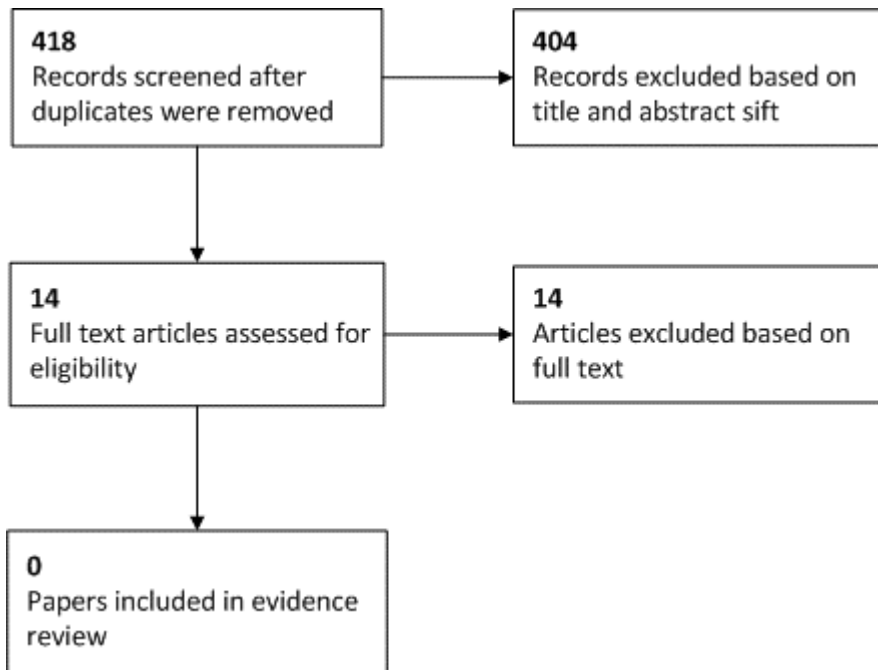 418
Records screened after
duplicates were removed
404
Records excluded based on
title and abstract sift
14
Full text articles assessed for
eligibility
14
Articles excluded based on
full text
0
Papers included in evidence
review